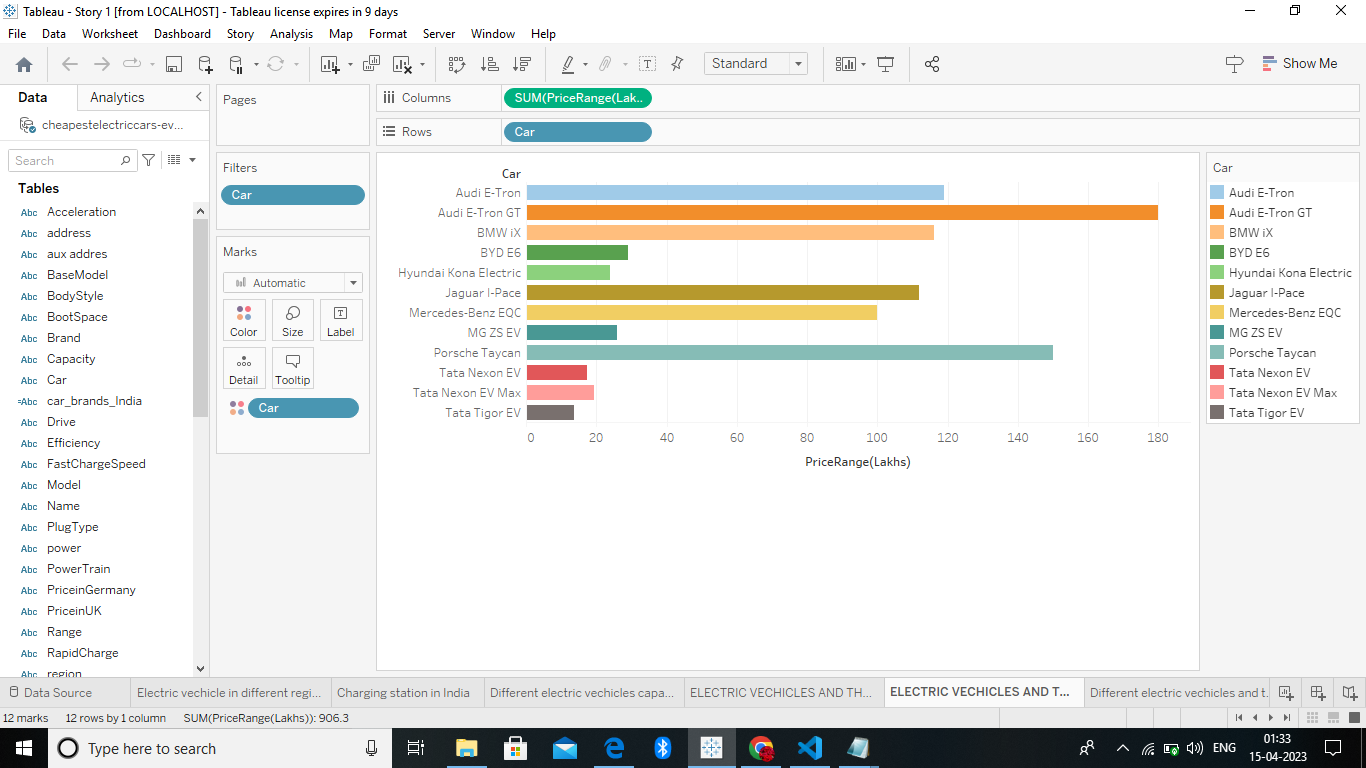 Tableau - Story 1 [from LOCALHOST] - Tableau license expires in 9 days
File Data Worksheet Dashboard Story Analysis Map Format Server Window Help
Standard
Show Me
Data Analytics
cheapestelectriccars-ev...
Search
Tables
Abc Acceleration
Abc address
Abc aux addres
Abc BaseModel
Abc BodyStyle
Abc BootSpace
Abc Brand
Abc Capacity
Abc Car
=Abc car_brands_India
Abc Drive
Abc Efficiency
Abc FastChargeSpeed
Abc Model
Abc Name
Abc PlugType
Abc power
Abc PowerTrain
Abc PriceinGermany
Abc PriceinUK
Abc Range
Abc RapidCharge
Abc region
Pages
Filters
Car
Marks
Automatic
Color Size Label
Detail Tooltip
Car
Columns SUM(PriceRange(Lak..
Rows Car
Car
Audi E-Tron
Audi E-Tron GT
BMW iX
BYD E6
Hyundai Kona Electric
Jaguar I-Pace
Mercedes-Benz EQC
MG ZS EV
Porsche Taycan
Tata Nexon EV
Tata Nexon EV Max
Tata Tigor EV
0 20 40 60 80 100 120 140 160 180
PriceRange(Lakhs)
Car
Audi E-Tron
Audi E-Tron GT
BMW iX
BYD E6
Hyundai Kona Electric
Jaguar I-Pace
Mercedes-Benz EQC
MG ZS EV
Porsche Taycan
Tata Nexon EV
Tata Nexon EV Max
Tata Tigor EV
Data Source Electric vechicle in different regi... Charging station in India Different electric vechicles capa... ELECTRIC VECHICLES AND TH... ELECTRIC VECHICLES AND T... Different electric vechicles and t.
12 marks 12 rows by 1 column SUM(PriceRange(Lakhs)): 906.3
Type here to search
ENG
01:33
15-04-2023